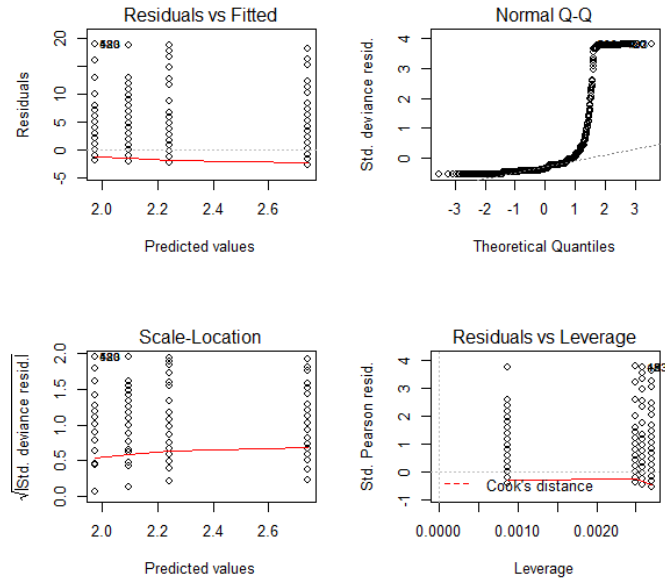 Residuals vs Fitted
Residuals
20
15
10
5
0
-5
2.0 2.2 2.4 2.6
Predicted values
Normal Q-Q
Std. deviance resid.
4
3
2
1
0
-3 -2 -1 0 1 2 3
Theoretical Quantiles
Scale-Location
√|Std. deviance resid.|
2.0
1.5
1.0
0.5
0.0
2.0 2.2 2.4 2.6
Predicted values
Residuals vs Leverage
Std. Pearson resid.
4
3
2
1
0
-1
Cook's distance
0.0000 0.0010 0.0020
Leverage